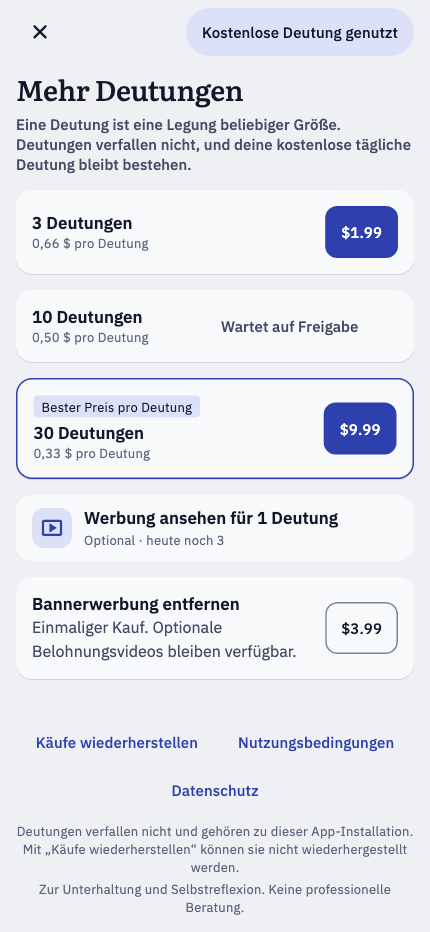 Kostenlose Deutung genutzt
Mehr Deutungen
Eine Deutung ist eine Legung beliebiger Größe.
Deutungen verfallen nicht, und deine kostenlose tägliche
Deutung bleibt bestehen.
3 Deutungen
0,66 $ pro Deutung
$1.99
10 Deutungen
0,50 $ pro Deutung
Wartet auf Freigabe
Bester Preis pro Deutung
30 Deutungen
0,33 $ pro Deutung
$9.99
Werbung ansehen für 1 Deutung
Optional · heute noch 3
Bannerwerbung entfernen
Einmaliger Kauf. Optionale
Belohnungsvideos bleiben verfügbar.
$3.99
Käufe wiederherstellen
Nutzungsbedingungen
Datenschutz
Deutungen verfallen nicht und gehören zu dieser App-Installation.
Mit „Käufe wiederherstellen“ können sie nicht wiederhergestellt
werden.
Zur Unterhaltung und Selbstreflexion. Keine professionelle
Beratung.